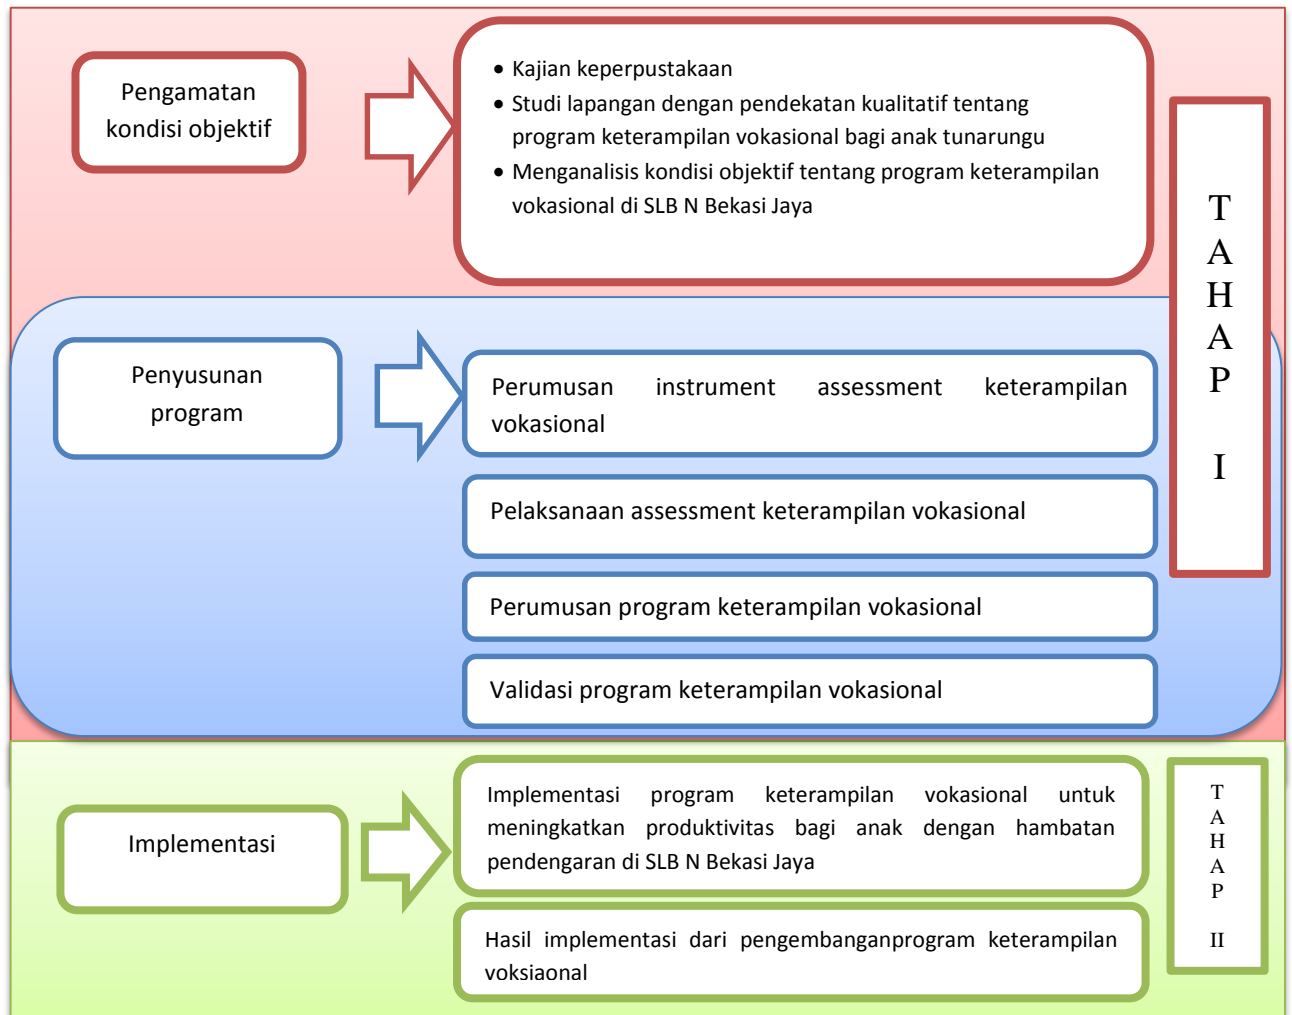 Pengamatan
kondisi objektif
• Kajian keperpustakaan
• Studi lapangan dengan pendekatan kualitatif tentang
program keterampilan vokasional bagi anak tunarungu
• Menganalisis kondisi objektif tentang program keterampilan
vokasional di SLB N Bekasi Jaya
T
A
H
A
P
I
Penyusunan
program
Perumusan instrument assessment keterampilan
vokasional
Pelaksanaan assessment keterampilan vokasional
Perumusan program keterampilan vokasional
Validasi program keterampilan vokasional
Implementasi
Implementasi program keterampilan vokasional untuk
meningkatkan produktivitas bagi anak dengan hambatan
pendengaran di SLB N Bekasi Jaya
Hasil implementasi dari pengembanganprogram keterampilan
voksiaonal
T
A
H
A
P
II